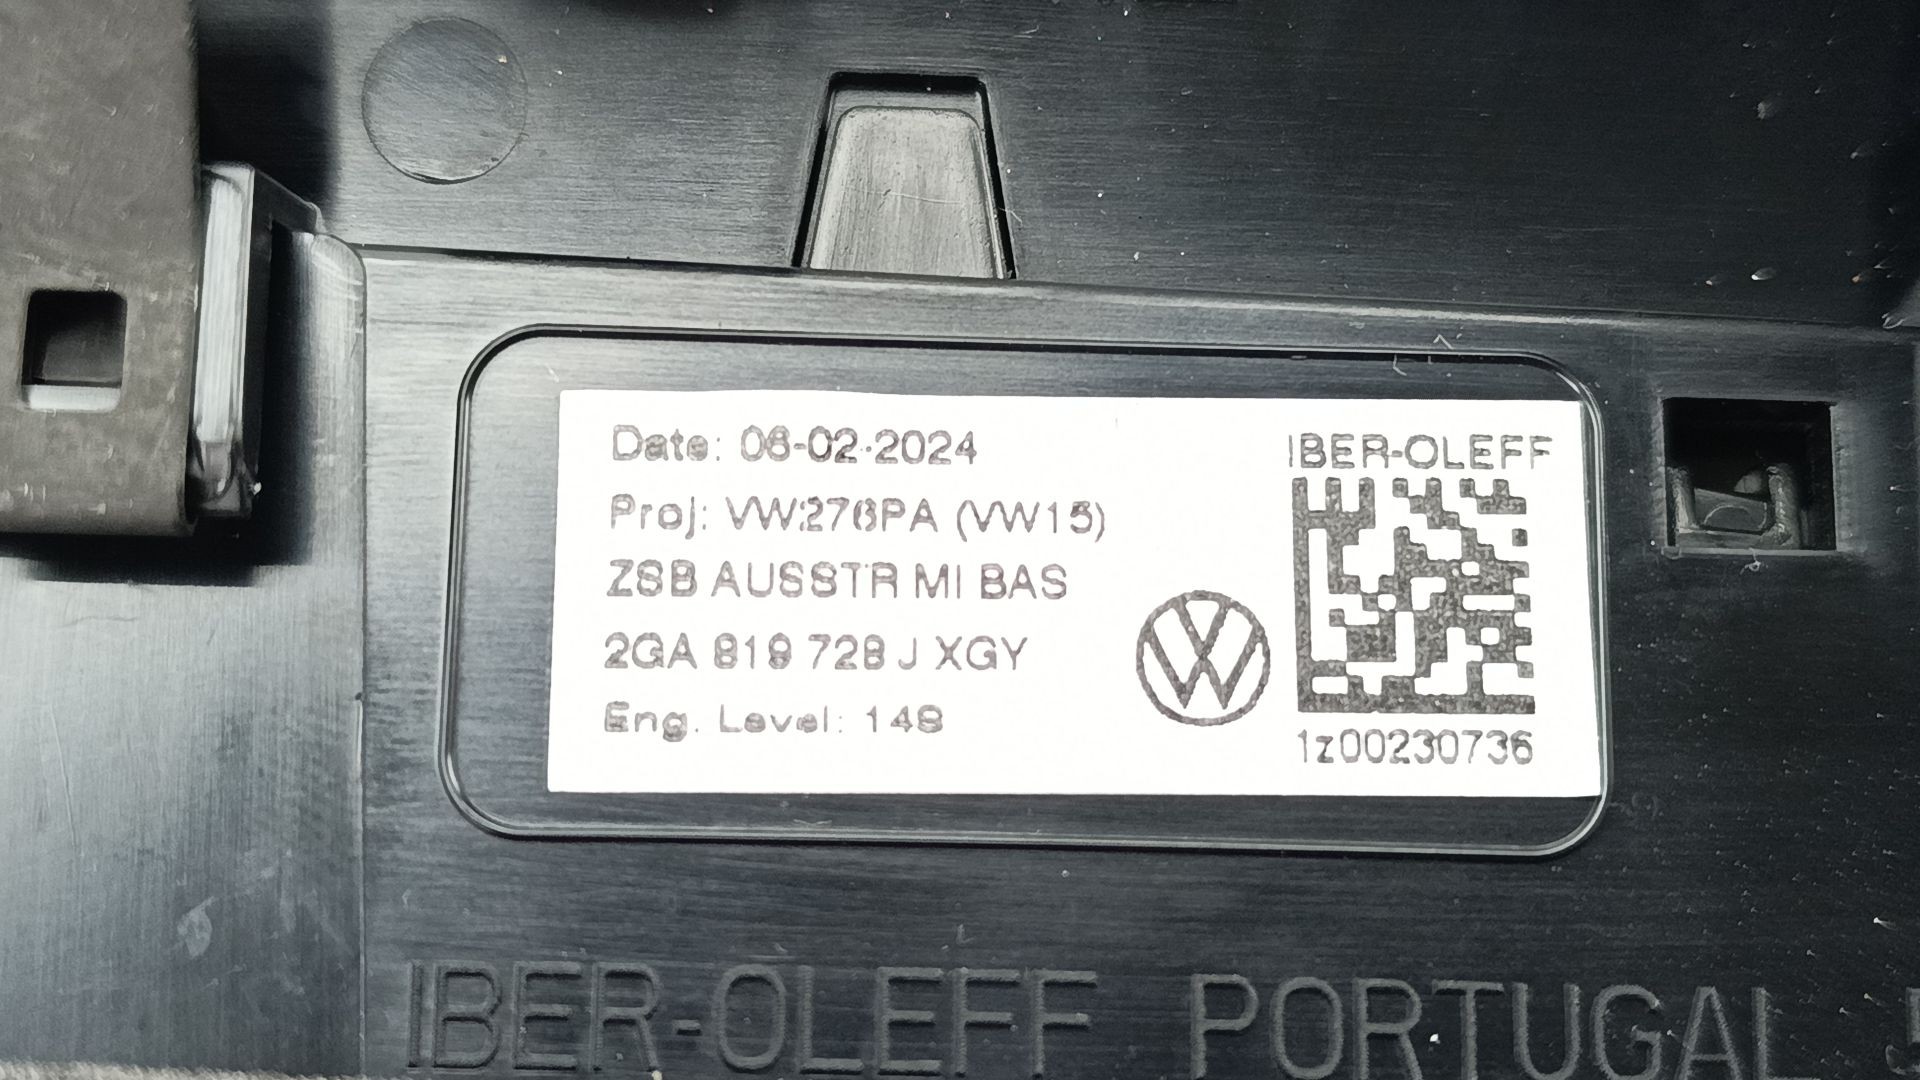 Date: 06-02-2024
Proj: VW276PA (VW15)
ZSB AUSSTR MI BAS
2GA 819 728 J XGY
Eng. Level: 148
IBER-OLEFF
1z00230736
IBER-OLEFF PORTUGAL